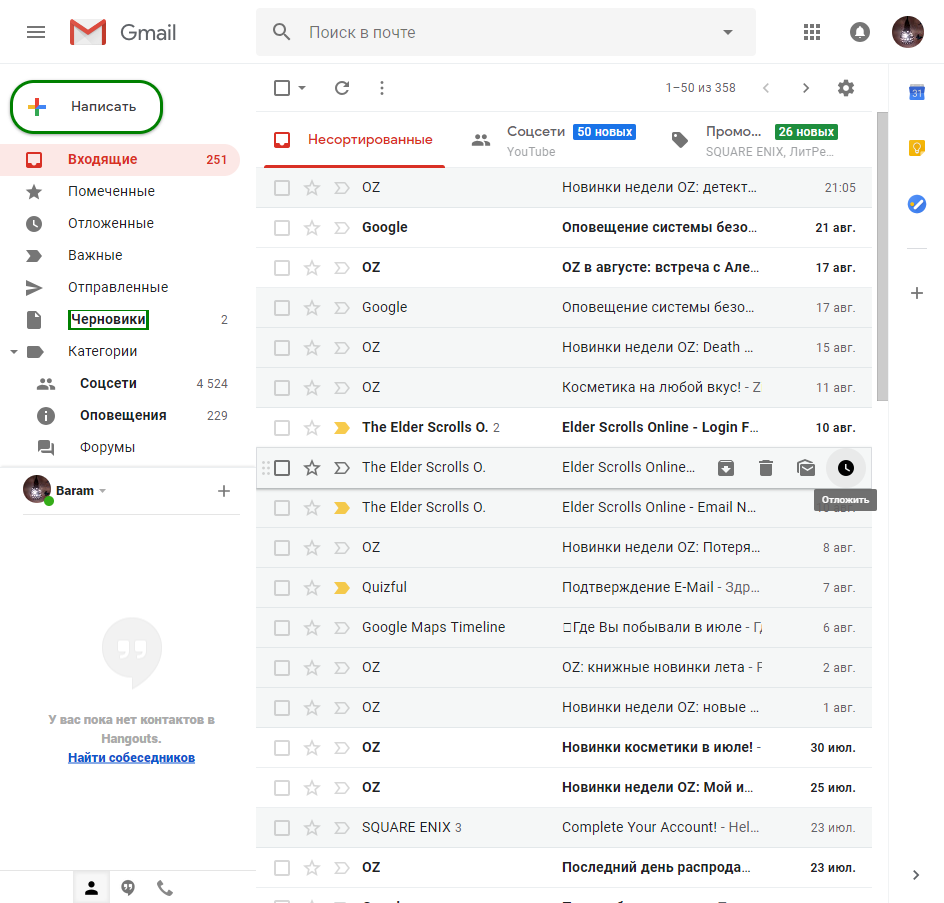 Gmail
Поиск в почте
Написать
1–50 из 358
31
Входящие 251
Помеченные
Отложенные
Важные
Отправленные
Черновики 2
Категории
Соцсети 4 524
Оповещения 229
Форумы
Baram
У вас пока нет контактов в
Hangouts.
Найти собеседников
Несортированные
Соцсети 50 новых
YouTube
Промо... 26 новых
SQUARE ENIX, ЛитРе...
OZ Новинки недели OZ: детект... 21:05
Google Оповещение системы безо... 21 авг.
OZ OZ в августе: встреча с Але... 17 авг.
Google Оповещение системы безо... 17 авг.
OZ Новинки недели OZ: Death ... 15 авг.
OZ Косметика на любой вкус! - Z 11 авг.
The Elder Scrolls O. 2 Elder Scrolls Online - Login F... 10 авг.
The Elder Scrolls O. Elder Scrolls Online...
Отложить
The Elder Scrolls O. Elder Scrolls Online - Email N... 10 авг.
OZ Новинки недели OZ: Потеря... 8 авг.
Quizful Подтверждение E-Mail - Здр... 7 авг.
Google Maps Timeline Где Вы побывали в июле - Г 6 авг.
OZ OZ: книжные новинки лета - F 2 авг.
OZ Новинки недели OZ: новые ... 1 авг.
OZ Новинки косметики в июле! - 30 июл.
OZ Новинки недели OZ: Мой и... 25 июл.
SQUARE ENIX 3 Complete Your Account! - Hel... 23 июл.
OZ Последний день распрода... 23 июл.